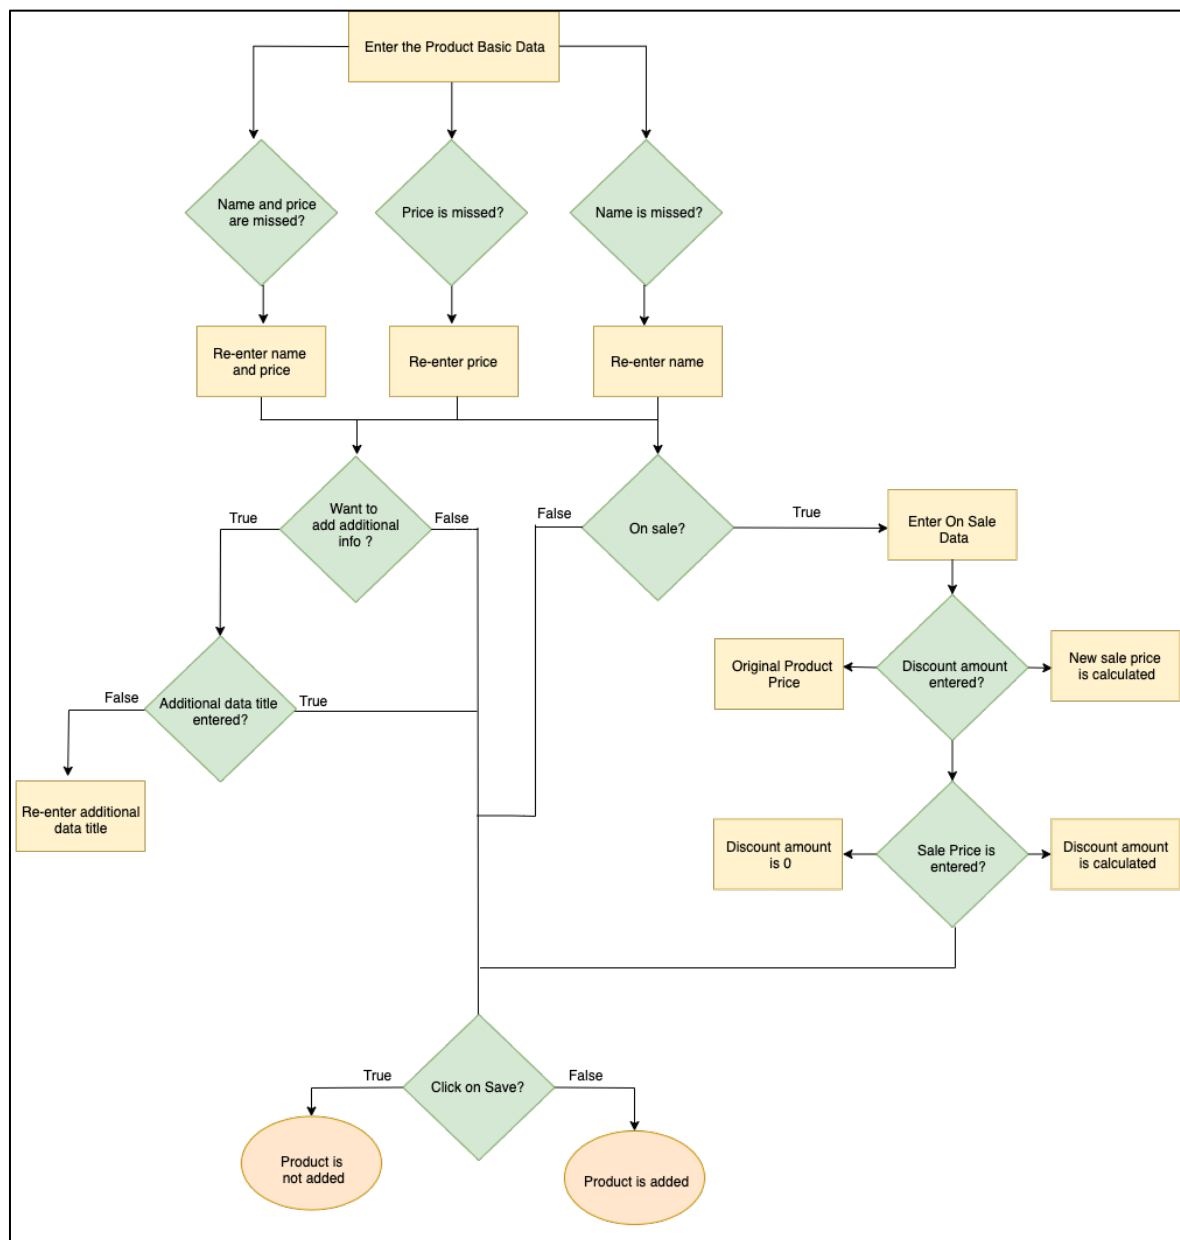 Enter the Product Basic Data
Name and price
are missed?
Price is missed?
Name is missed?
Re-enter name
and price
Re-enter price
Re-enter name
Want to
add additional
info ?
True
False
On sale?
False
True
Enter On Sale
Data
Discount amount
entered?
Original Product
Price
New sale price
is calculated
Additional data title
entered?
False
True
Re-enter additional
data title
Sale Price is
entered?
Discount amount
is 0
Discount amount
is calculated
Click on Save?
True
False
Product is
not added
Product is added